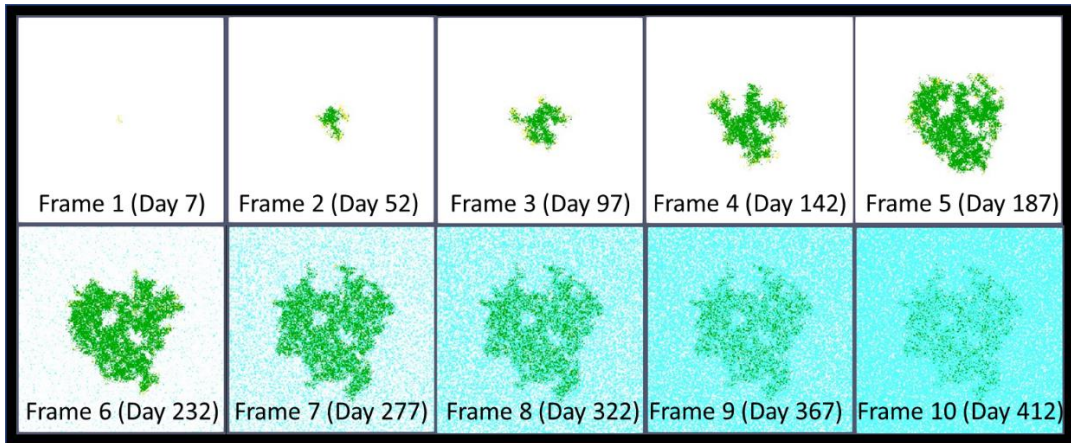 Frame 1 (Day 7)
Frame 2 (Day 52)
Frame 3 (Day 97)
Frame 4 (Day 142)
Frame 5 (Day 187)
Frame 6 (Day 232)
Frame 7 (Day 277)
Frame 8 (Day 322)
Frame 9 (Day 367)
Frame 10 (Day 412)